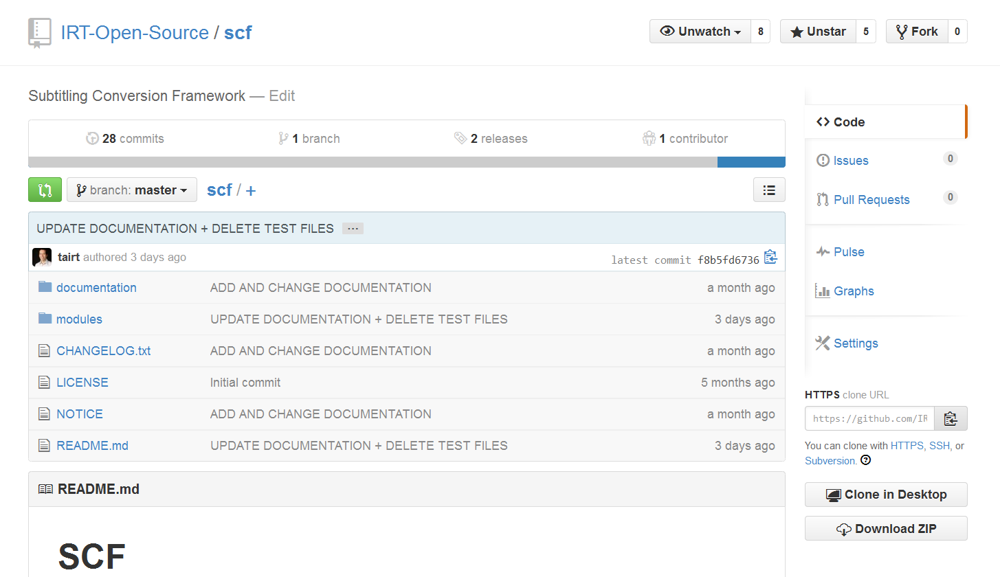 IRT-Open-Source / scf
Unwatch 8 Unstar 5 Fork 0
Subtitling Conversion Framework — Edit
28 commits 1 branch 2 releases 1 contributor
branch: master scf / +
UPDATE DOCUMENTATION + DELETE TEST FILES ...
tairt authored 3 days ago latest commit f8b5fd6736
documentation ADD AND CHANGE DOCUMENTATION a month ago
modules UPDATE DOCUMENTATION + DELETE TEST FILES 3 days ago
CHANGELOG.txt ADD AND CHANGE DOCUMENTATION a month ago
LICENSE Initial commit 5 months ago
NOTICE ADD AND CHANGE DOCUMENTATION a month ago
README.md UPDATE DOCUMENTATION + DELETE TEST FILES 3 days ago
README.md
SCF
Code
Issues 0
Pull Requests 0
Pulse
Graphs
Settings
HTTPS clone URL
https://github.com/IR
You can clone with HTTPS, SSH, or
Subversion.
Clone in Desktop
Download ZIP